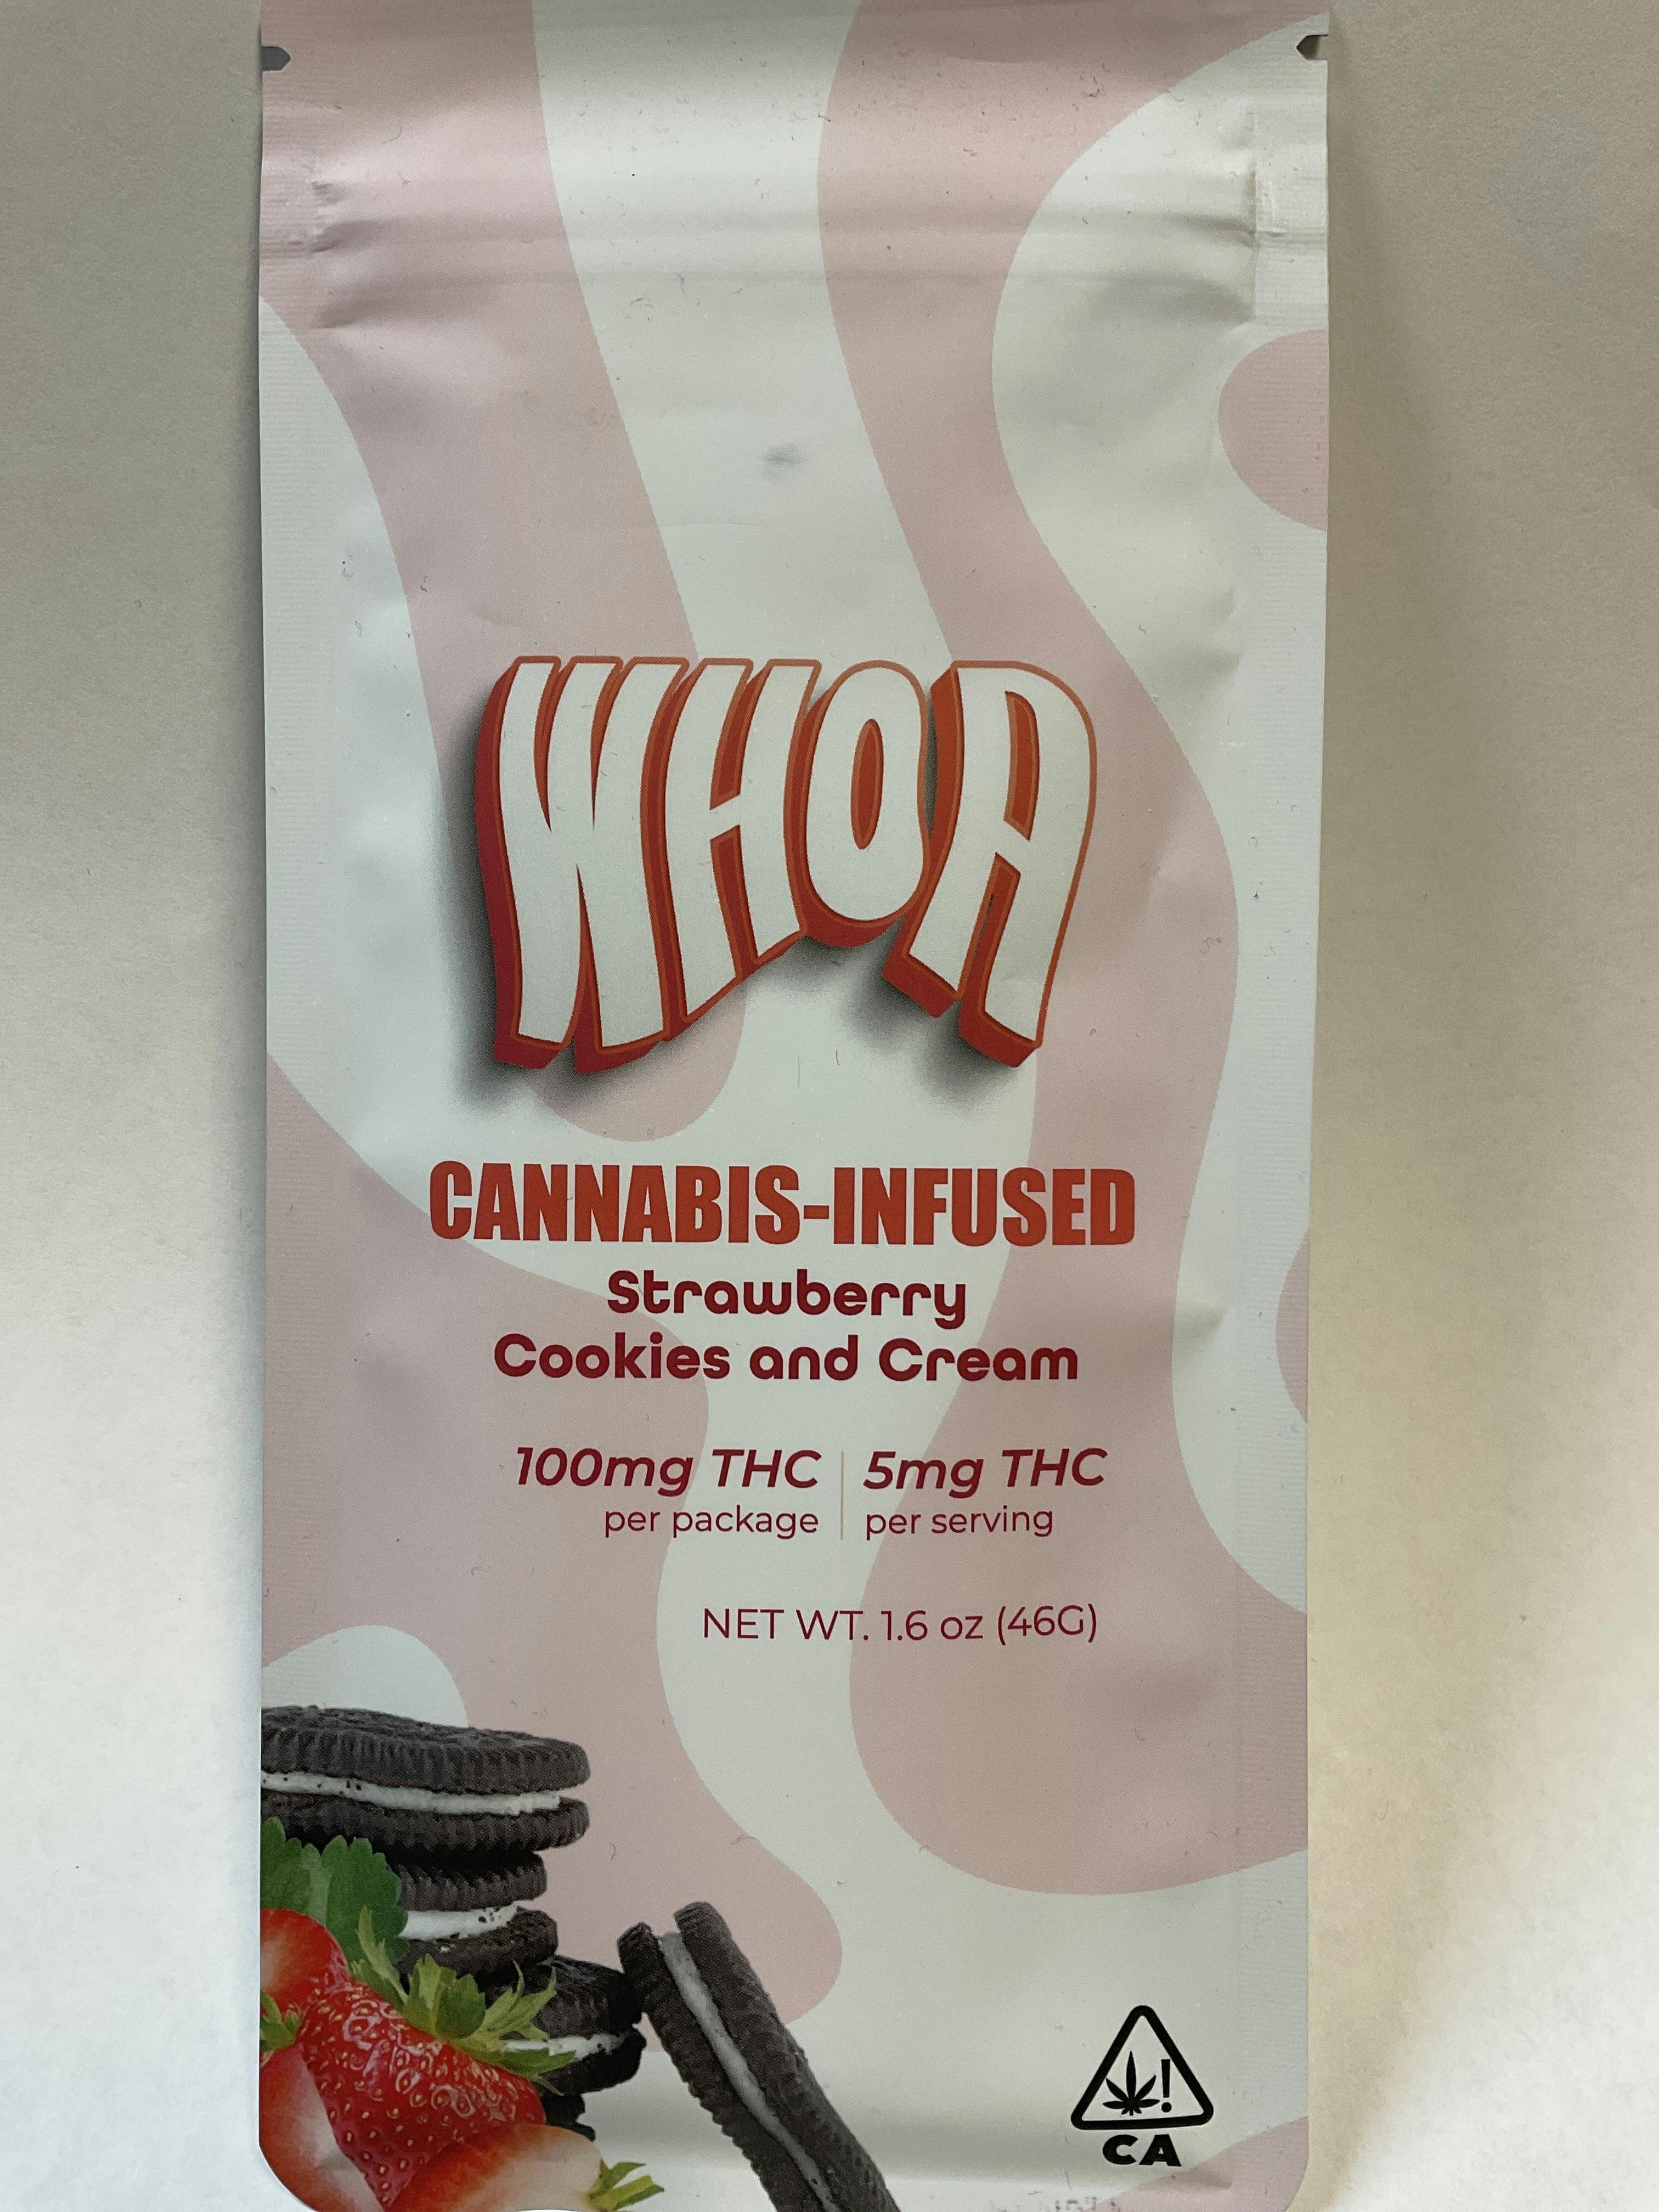 WHOA
CANNABIS-INFUSED
Strawberry
Cookies and Cream
100mg THC | 5mg THC
per package | per serving
NET WT. 1.6 oz (46G)
!
CA